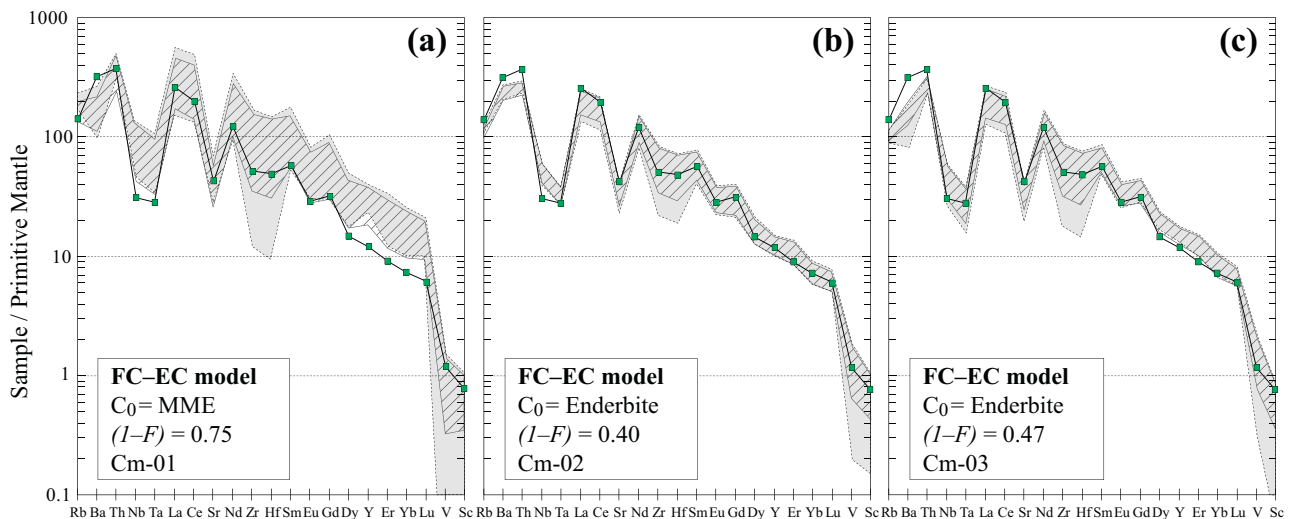 1000
(a)
(b)
(c)
100
10
1
0.1
Sample / Primitive Mantle
FC–EC model
C0 = MME
(1–F) = 0.75
Cm-01
FC–EC model
C0 = Enderbite
(1–F) = 0.40
Cm-02
FC–EC model
C0 = Enderbite
(1–F) = 0.47
Cm-03
Rb Ba Th Nb Ta La Ce Sr Nd Zr Hf Sm Eu Gd Dy Y Er Yb Lu V Sc
Rb Ba Th Nb Ta La Ce Sr Nd Zr Hf Sm Eu Gd Dy Y Er Yb Lu V Sc
Rb Ba Th Nb Ta La Ce Sr Nd Zr Hf Sm Eu Gd Dy Y Er Yb Lu V Sc